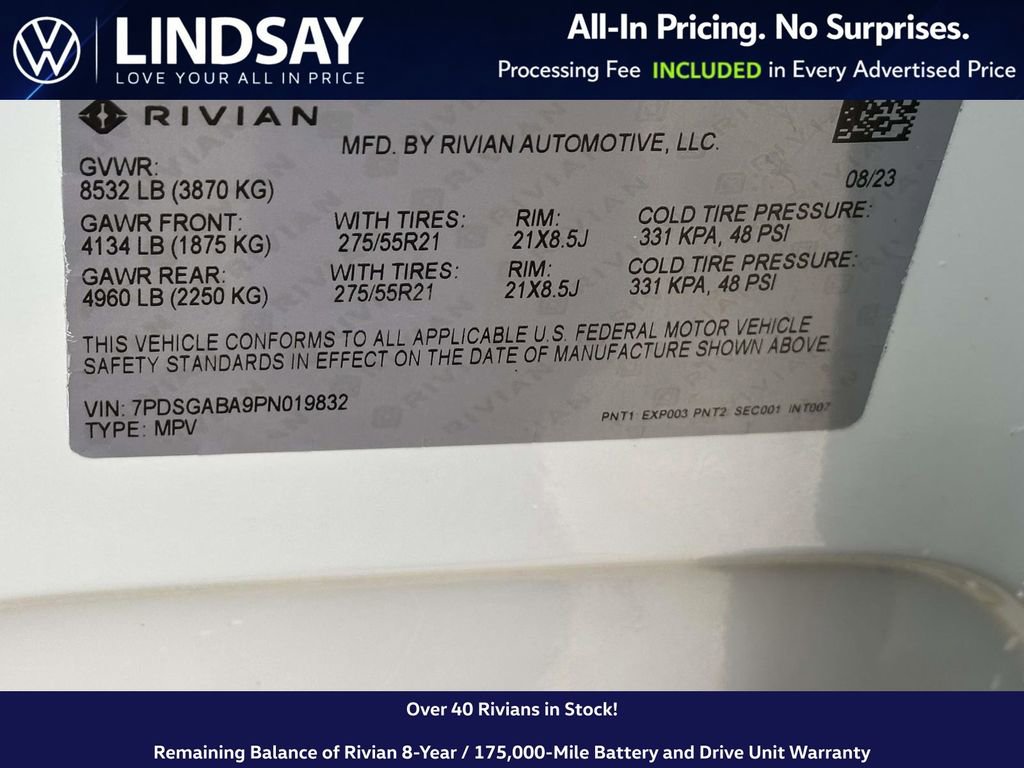 LINDSAY
LOVE YOUR ALL IN PRICE
All-In Pricing. No Surprises.
Processing Fee INCLUDED in Every Advertised Price
RIVIAN
MFD. BY RIVIAN AUTOMOTIVE, LLC.
08/23
GVWR:
8532 LB (3870 KG)
GAWR FRONT: WITH TIRES: RIM: COLD TIRE PRESSURE:
4134 LB (1875 KG) 275/55R21 21X8.5J 331 KPA, 48 PSI
GAWR REAR: WITH TIRES: RIM: COLD TIRE PRESSURE:
4960 LB (2250 KG) 275/55R21 21X8.5J 331 KPA, 48 PSI
THIS VEHICLE CONFORMS TO ALL APPLICABLE U.S. FEDERAL MOTOR VEHICLE
SAFETY STANDARDS IN EFFECT ON THE DATE OF MANUFACTURE SHOWN ABOVE.
VIN: 7PDSGABA9PN019832
TYPE: MPV
PNT1 EXP003 PNT2 SEC001 INT007
Over 40 Rivians in Stock!
Remaining Balance of Rivian 8-Year / 175,000-Mile Battery and Drive Unit Warranty